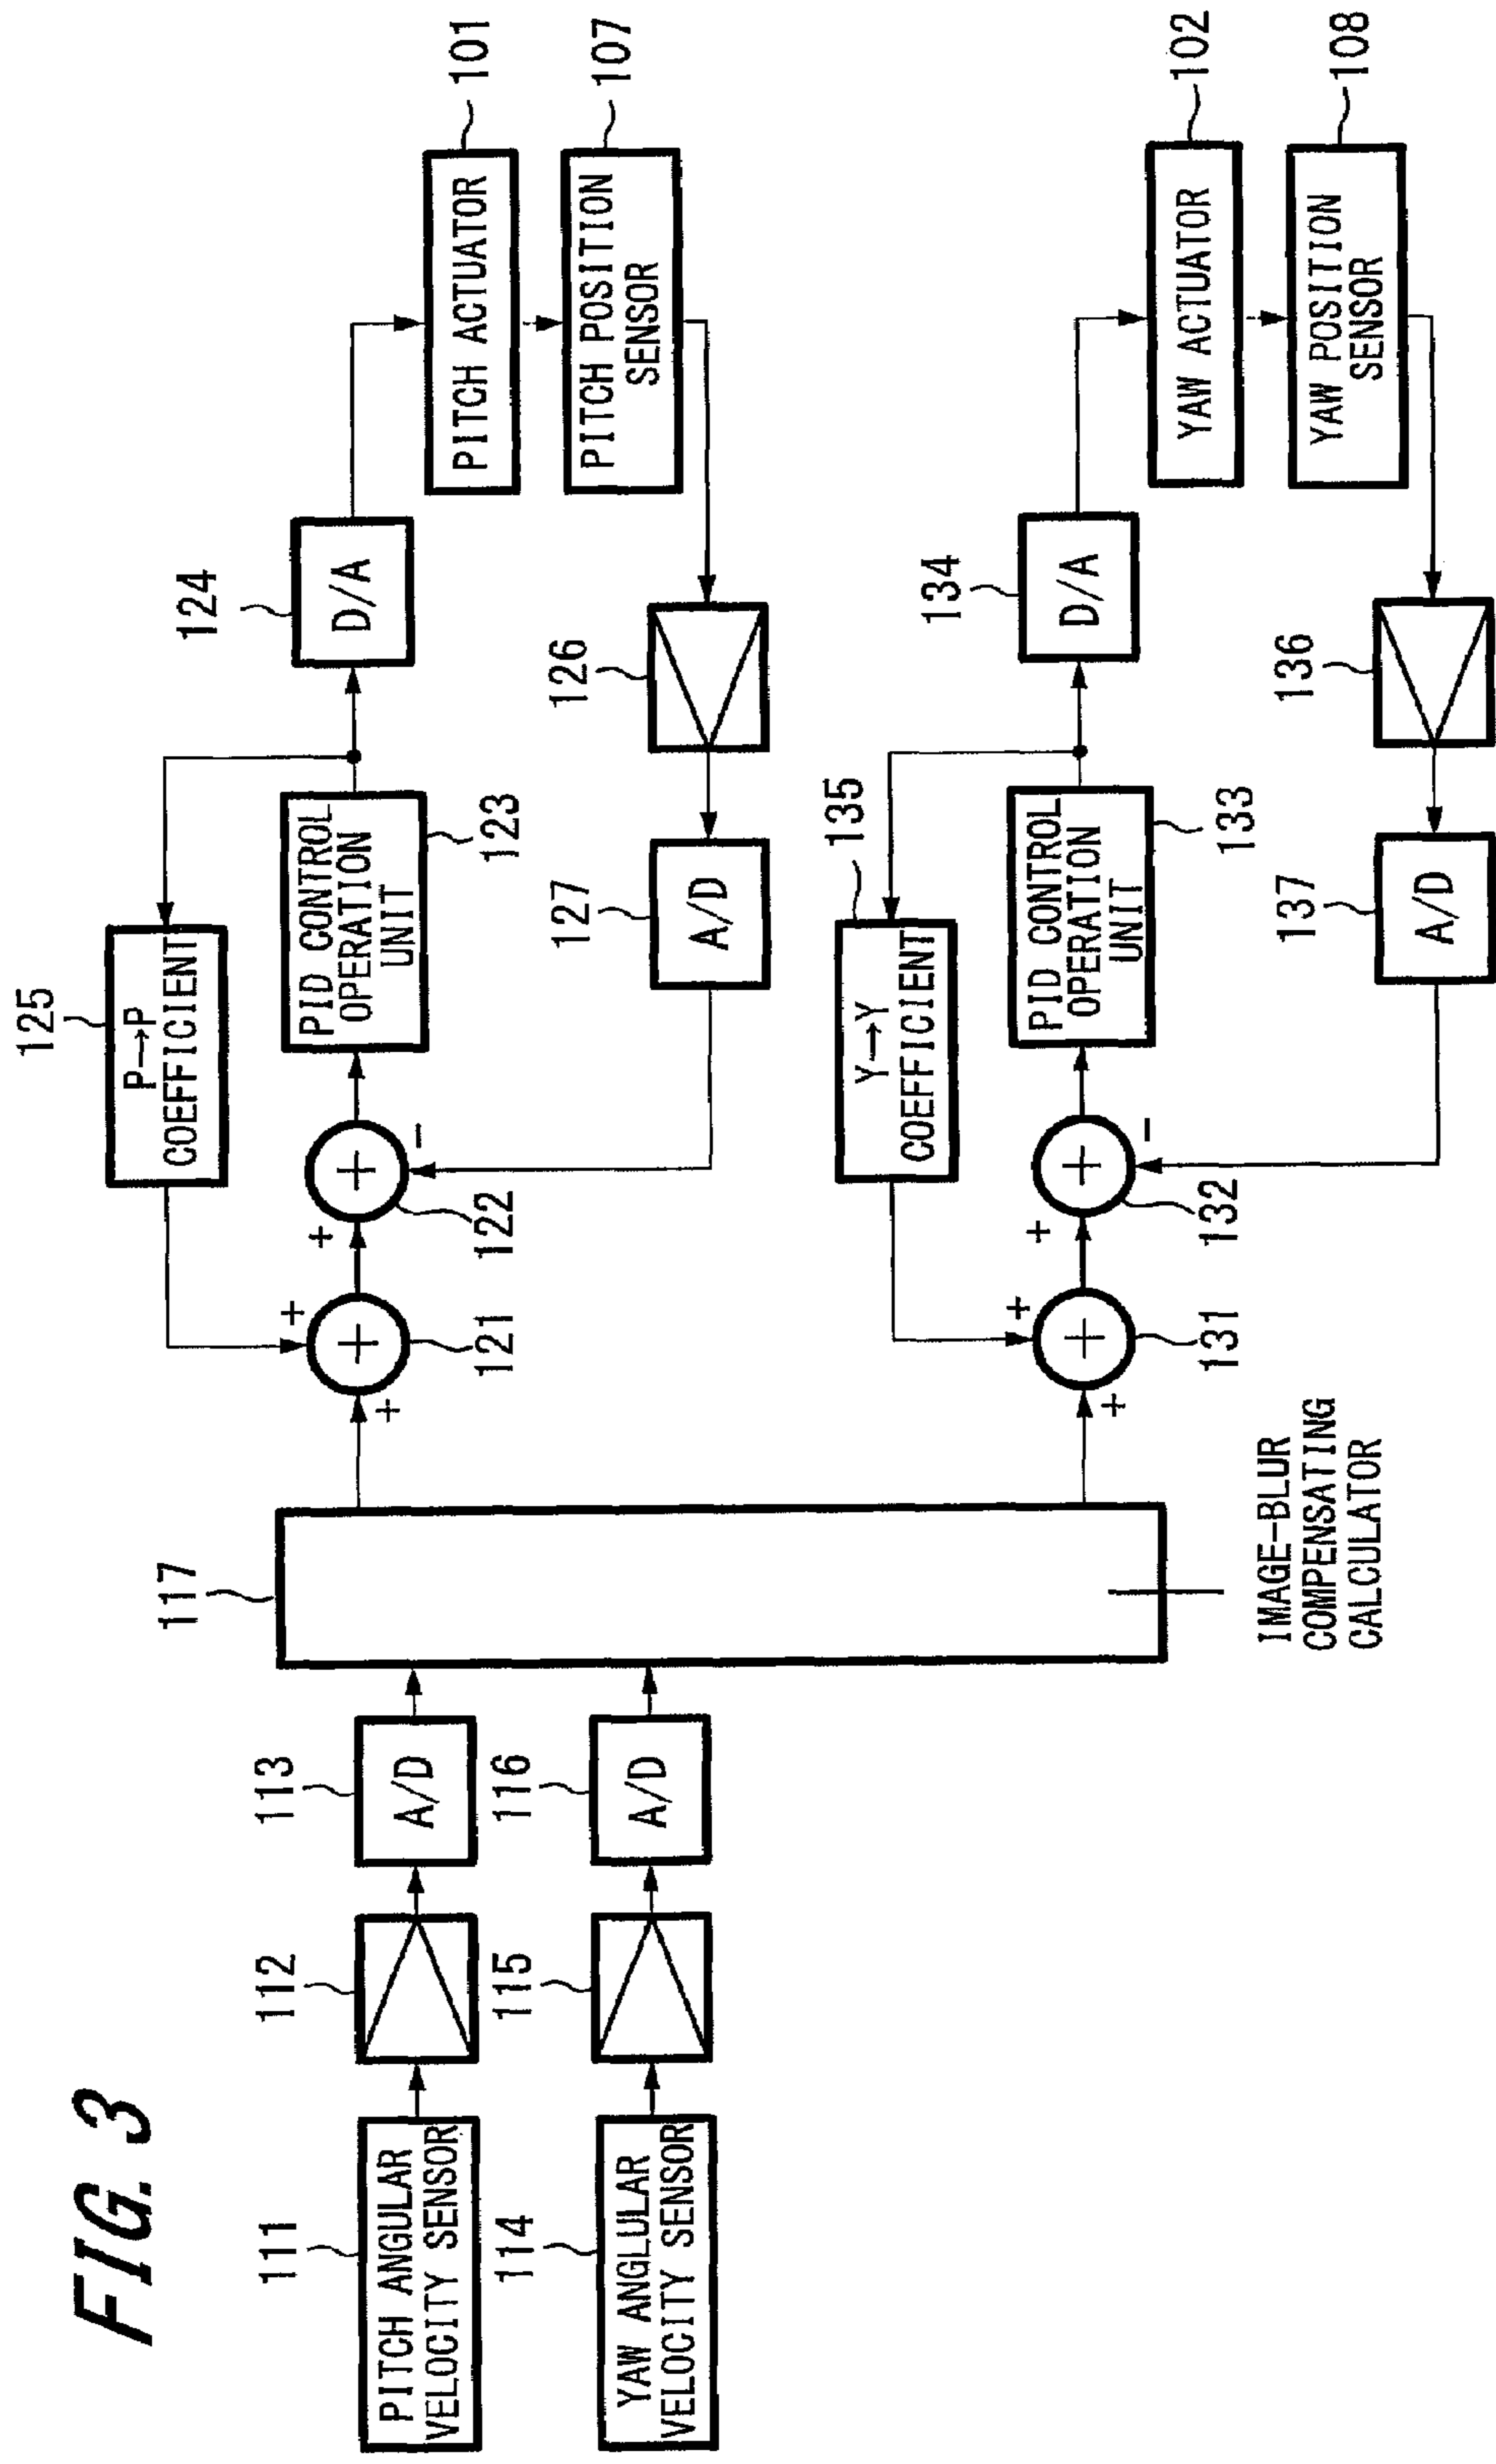 FIG. 3
111
PITCH ANGULAR
VELOCITY SENSOR
112
113
A/D
114
YAW ANGLULAR
VELOCITY SENSOR
115
116
A/D
117
IMAGE-BLUR
COMPENSATING
CALCULATOR
125
P→P
COEFFICIENT
+
+
+
121
+
+
−
122
PID CONTROL
OPERATION
UNIT
123
124
D/A
PITCH ACTUATOR
101
PITCH POSITION
SENSOR
107
126
127
A/D
135
Y→Y
COEFFICIENT
+
+
+
131
+
+
−
132
PID CONTROL
OPERATION
UNIT
133
134
D/A
YAW ACTUATOR
102
YAW POSITION
SENSOR
108
136
137
A/D